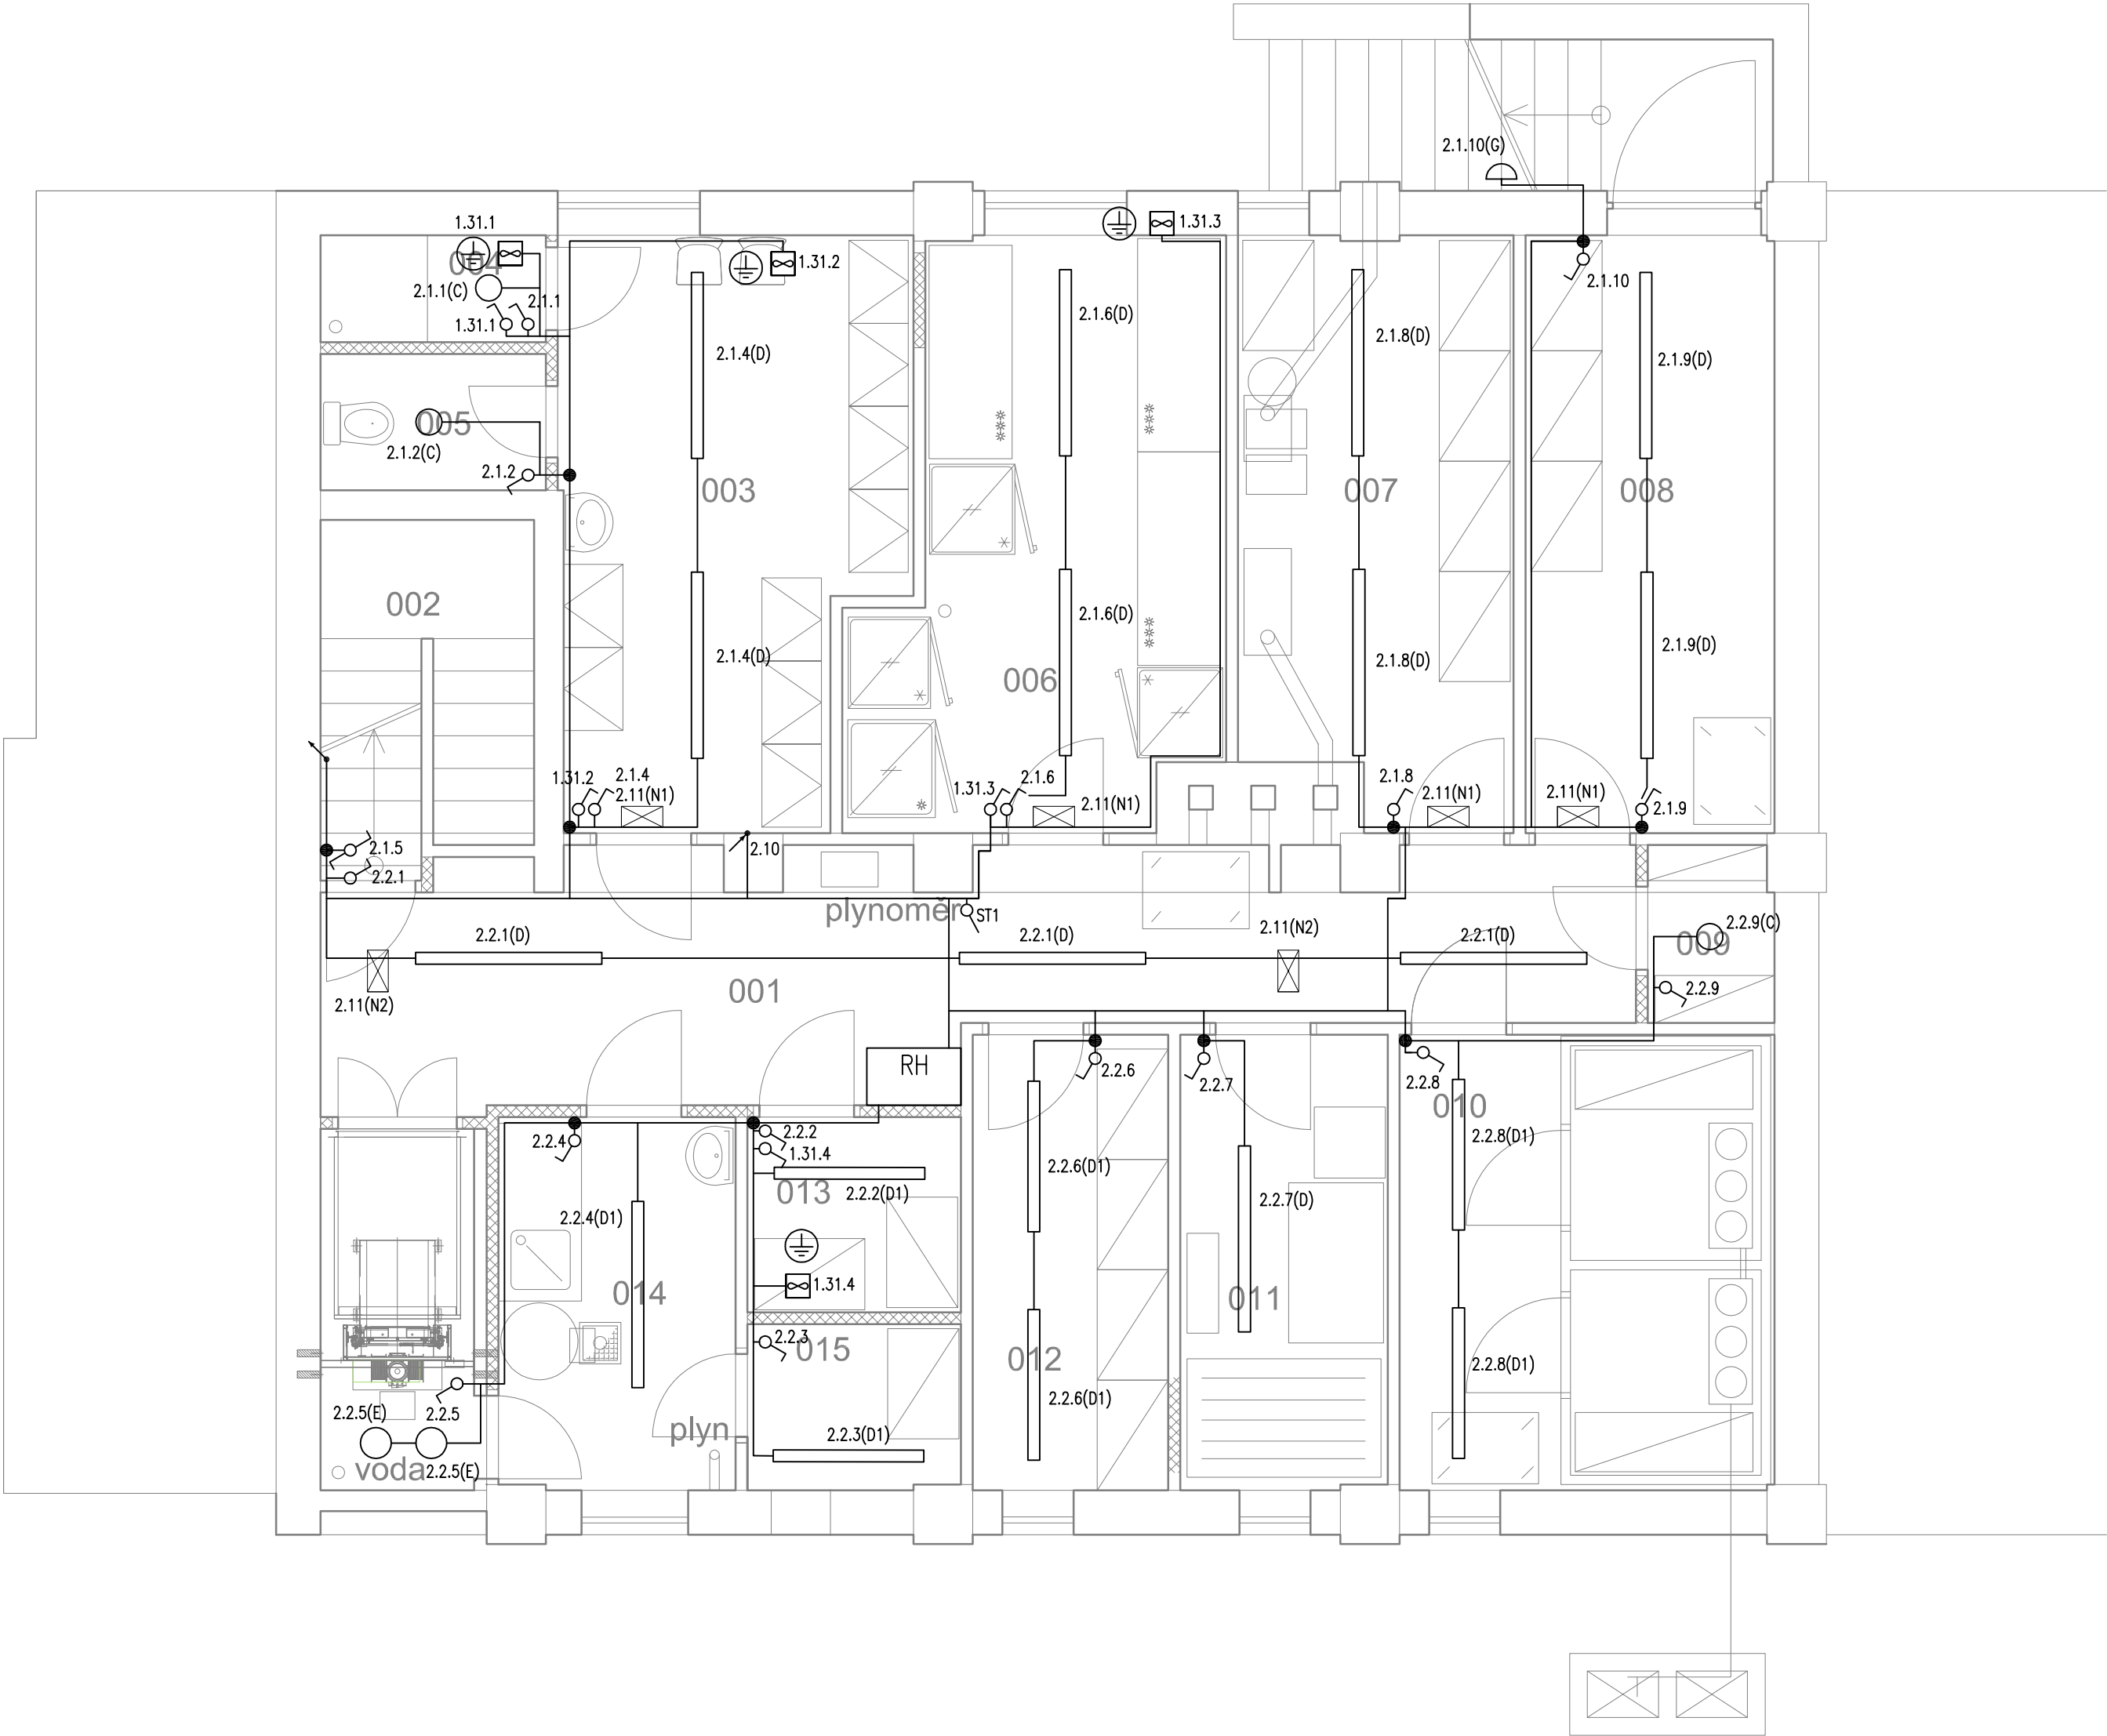 2.1.10(G)
1.31.1
1.31.3
004
1.31.2
2.1.10
2.1.1(C)
2.1.1
1.31.1
2.1.6(D)
2.1.8(D)
2.1.4(D)
2.1.9(D)
005
2.1.2(C)
2.1.2
003
007
008
002
2.1.6(D)
2.1.4(D)
2.1.8(D)
2.1.9(D)
006
1.31.2
2.1.4
2.11(N1)
1.31.3
2.1.6
2.11(N1)
2.1.8
2.11(N1)
2.11(N1)
2.1.9
2.1.5
2.10
2.2.1
plynoměr
ST1
2.2.1(D)
2.2.1(D)
2.11(N2)
2.2.1(D)
2.2.9(C)
009
001
2.11(N2)
2.2.9
RH
2.2.6
2.2.7
2.2.8
010
2.2.4
2.2.2
1.31.4
2.2.8(D1)
2.2.6(D1)
013
2.2.2(D1)
2.2.7(D)
2.2.4(D1)
1.31.4
014
011
2.2.3
015
012
2.2.8(D1)
2.2.6(D1)
2.2.5(E)
2.2.5
plyn
2.2.3(D1)
voda
2.2.5(E)